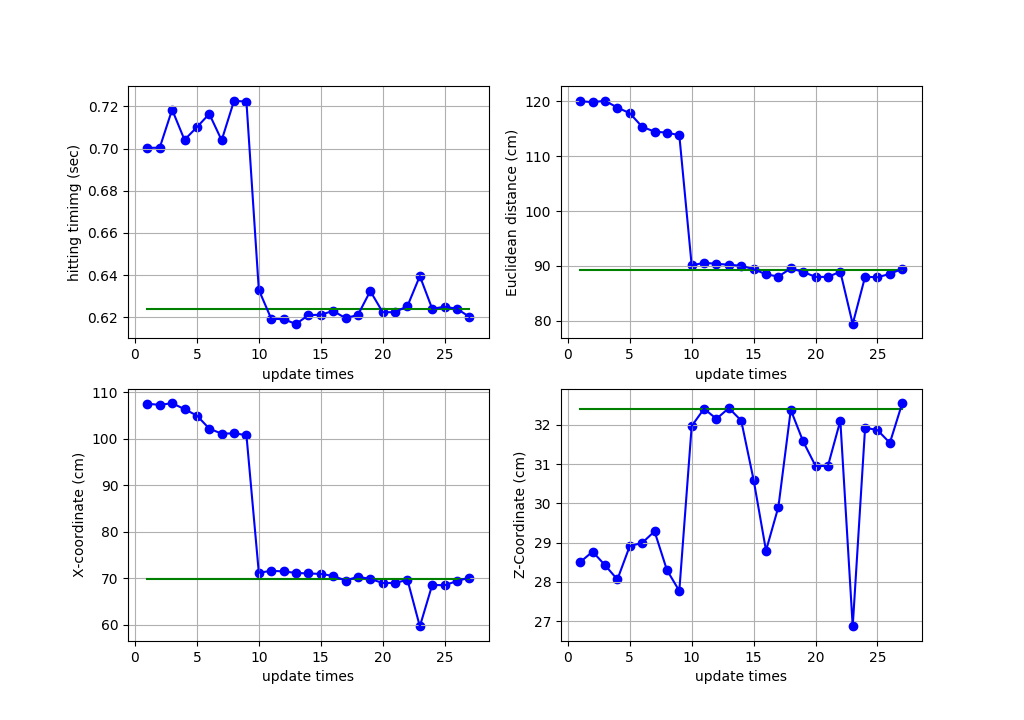 0.72
0.70
0.68
0.66
0.64
0.62
hitting timimg (sec)
0 5 10 15 20 25
update times
120
110
100
90
80
Euclidean distance (cm)
0 5 10 15 20 25
update times
110
100
90
80
70
60
X-coordinate (cm)
0 5 10 15 20 25
update times
32
31
30
29
28
27
Z-Coordinate (cm)
0 5 10 15 20 25
update times